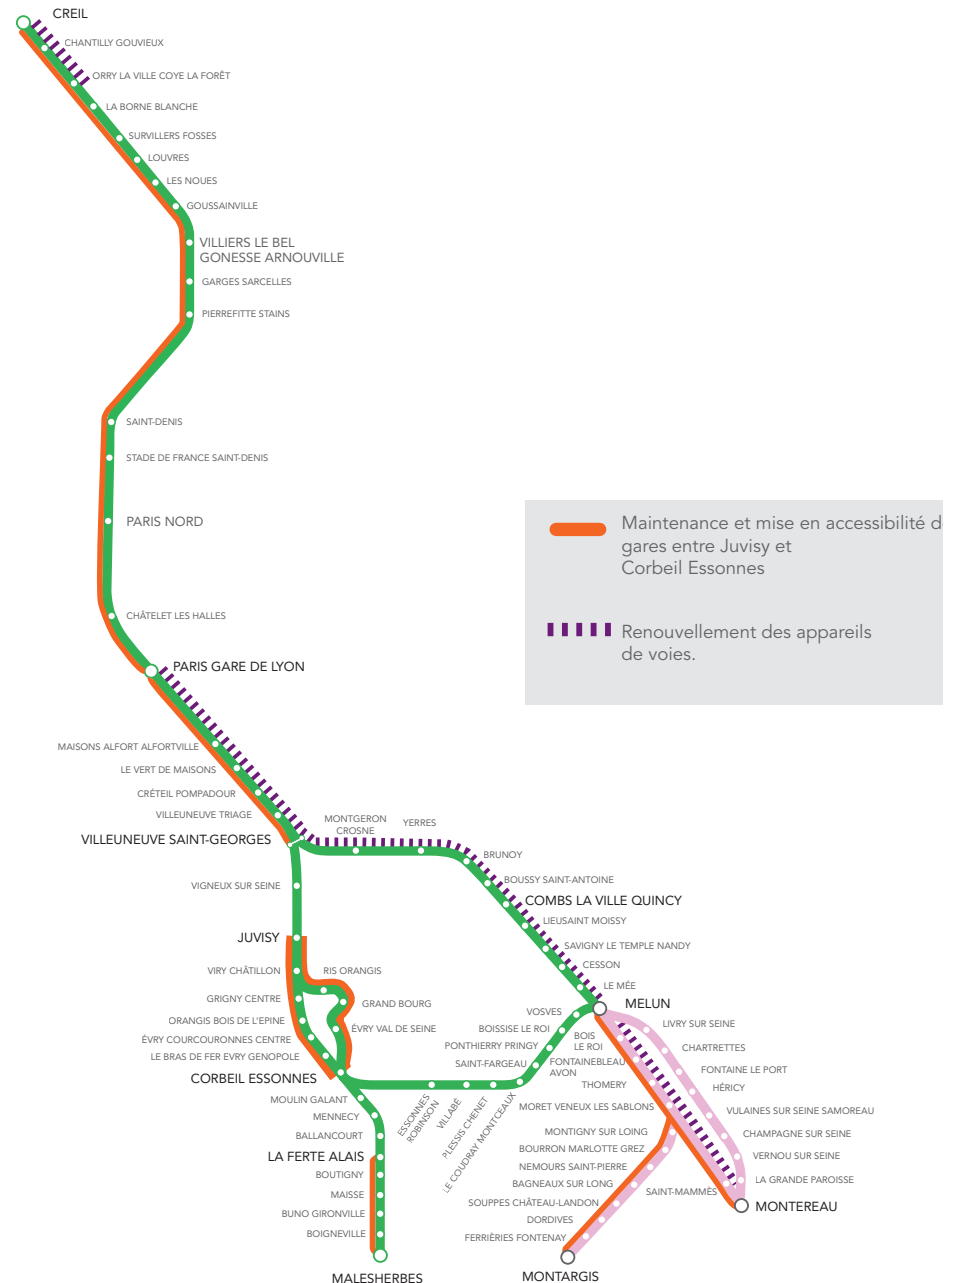 CREIL
CHANTILLY GOUVIEUX
ORRY LA VILLE COYE LA FORÊT
LA BORNE BLANCHE
SURVILLERS FOSSES
LOUVRES
LES NOUES
GOUSSAINVILLE
VILLIERS LE BEL
GONESSE ARNOUVILLE
GARGES SARCELLES
PIERREFITTE STAINS
SAINT-DENIS
STADE DE FRANCE SAINT-DENIS
PARIS NORD
CHÂTELET LES HALLES
PARIS GARE DE LYON
Maintenance et mise en accessibilité d
gares entre Juvisy et
Corbeil Essonnes
Renouvellement des appareils
de voies.
MAISONS ALFORT ALFORTVILLE
LE VERT DE MAISONS
CRÉTEIL POMPADOUR
VILLEUNEUVE TRIAGE
VILLEUNEUVE SAINT-GEORGES
MONTGERON
CROSNE
YERRES
BRUNOY
BOUSSY SAINT-ANTOINE
COMBS LA VILLE QUINCY
LIEUSAINT MOISSY
SAVIGNY LE TEMPLE NANDY
CESSON
LE MÉE
MELUN
VIGNEUX SUR SEINE
JUVISY
VIRY CHÂTILLON
RIS ORANGIS
GRIGNY CENTRE
GRAND BOURG
ORANGIS BOIS DE L'EPINE
ÉVRY VAL DE SEINE
ÉVRY COURCOURONNES CENTRE
LE BRAS DE FER EVRY GENOPOLE
CORBEIL ESSONNES
VOSVES
BOISSISE LE ROI
PONTHIERRY PRINGY
SAINT-FARGEAU
LE COUDRAY MONTCEAUX
PLESSIS CHENET
VILLABÉ
ESSONNES
ROBINSON
MOULIN GALANT
MENNECY
BALLANCOURT
LA FERTE ALAIS
BOUTIGNY
MAISSE
BUNO GIRONVILLE
BOIGNEVILLE
MALESHERBES
LIVRY SUR SEINE
CHARTRETTES
FONTAINE LE PORT
HÉRICY
VULAINES SUR SEINE SAMOREAU
CHAMPAGNE SUR SEINE
VERNOU SUR SEINE
LA GRANDE PAROISSE
MONTEREAU
BOIS
LE ROI
FONTAINEBLEAU
AVON
THOMERY
MORET VENEUX LES SABLONS
SAINT-MAMMÈS
MONTIGNY SUR LOING
BOURRON MARLOTTE GREZ
NEMOURS SAINT-PIERRE
BAGNEAUX SUR LONG
SOUPPES CHÂTEAU-LANDON
DORDIVES
FERRIÈRIES FONTENAY
MONTARGIS